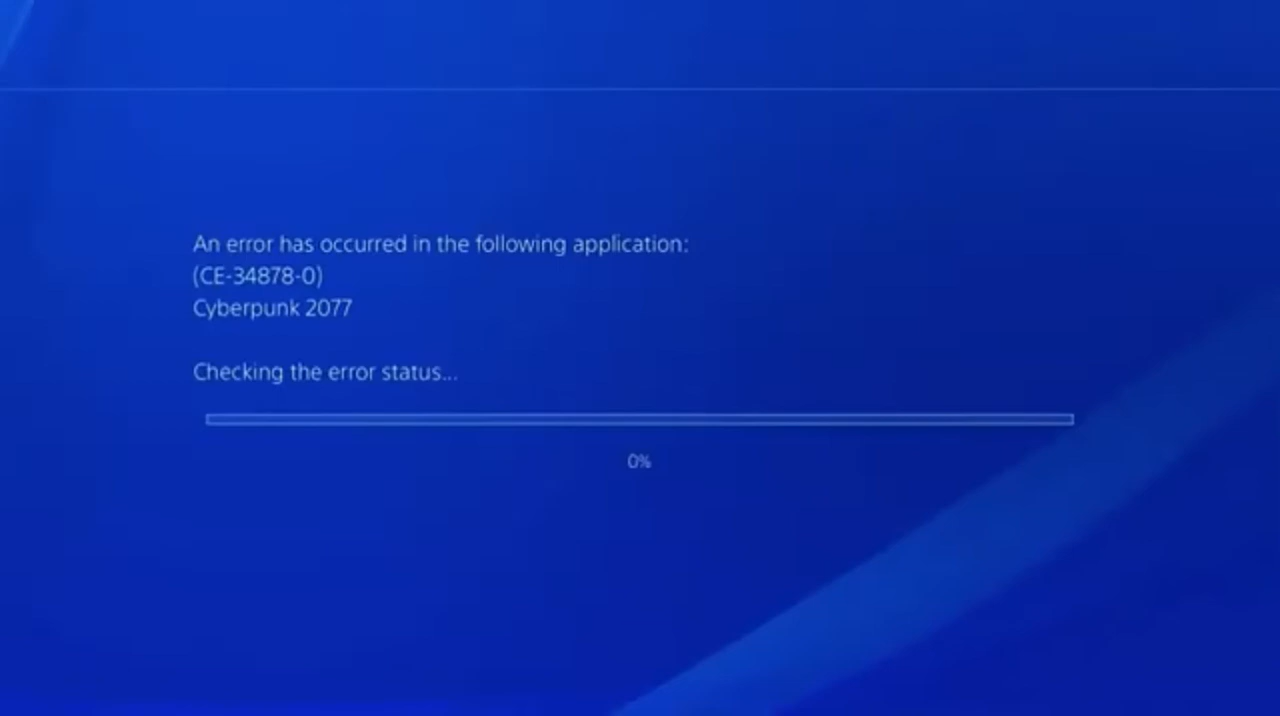 An error has occurred in the following application:
(CE-34878-0)
Cyberpunk 2077
Checking the error status...
0%